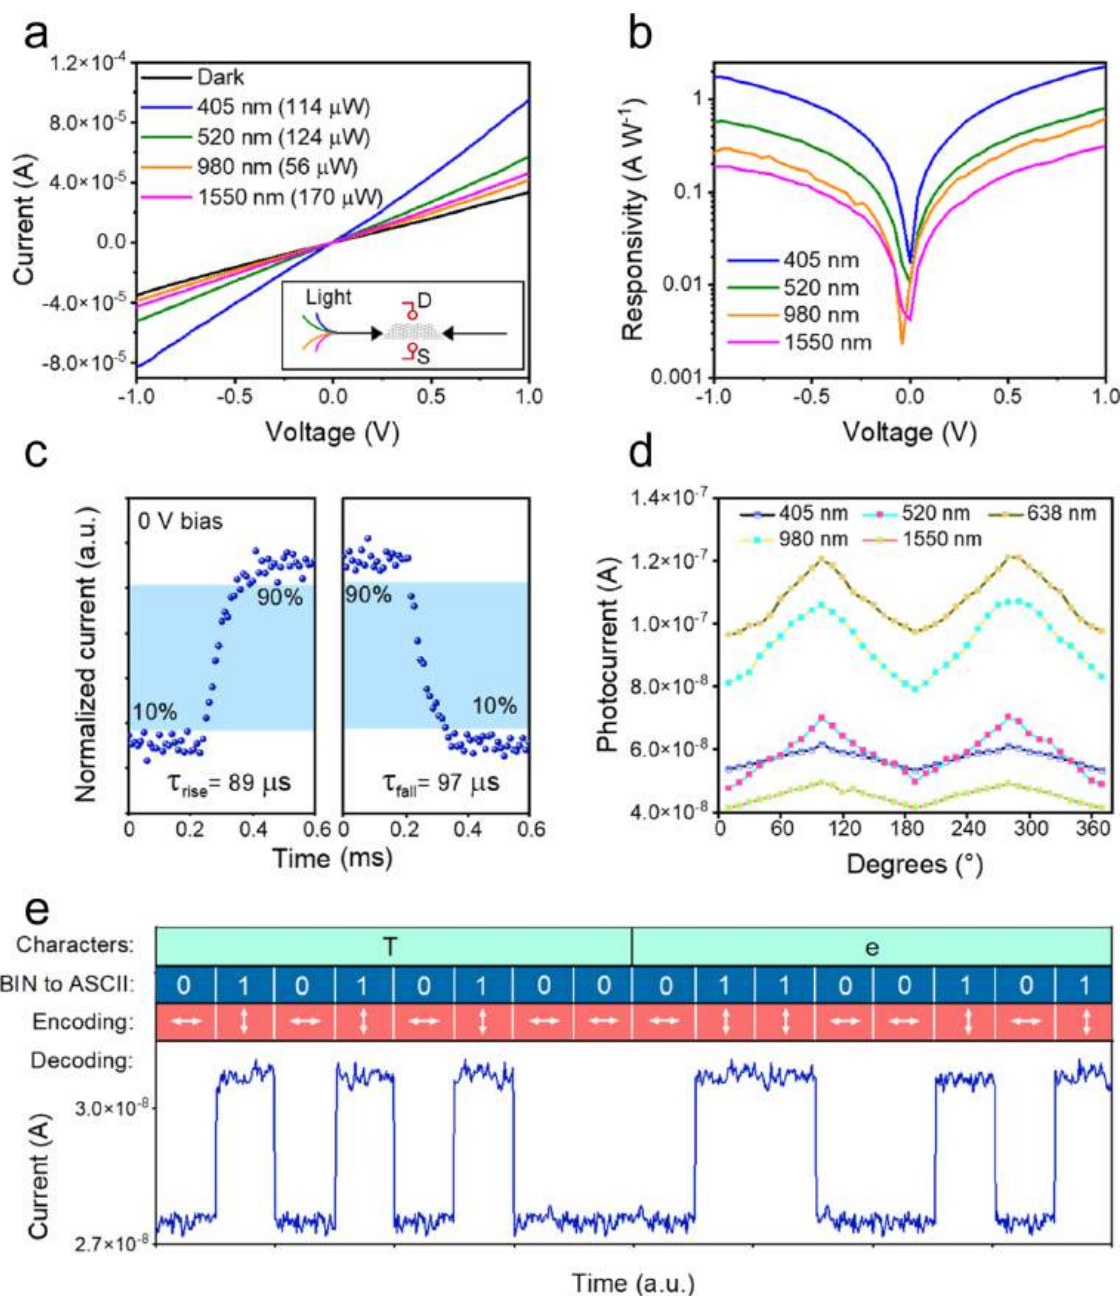 a
1.2×10⁻⁴
8.0×10⁻⁵
4.0×10⁻⁵
0.0
-4.0×10⁻⁵
-8.0×10⁻⁵
Current (A)
Dark
405 nm (114 μW)
520 nm (124 μW)
980 nm (56 μW)
1550 nm (170 μW)
Light
D
S
-1.0 -0.5 0.0 0.5 1.0
Voltage (V)
b
1
0.1
0.01
0.001
Responsivity (A W⁻¹)
405 nm
520 nm
980 nm
1550 nm
-1.0 -0.5 0.0 0.5 1.0
Voltage (V)
c
Normalized current (a.u.)
0 V bias
90%
10%
τrise= 89 μs
90%
10%
τfall= 97 μs
0 0.2 0.4 0.6 0 0.2 0.4 0.6
Time (ms)
d
1.4×10⁻⁷
1.2×10⁻⁷
1.0×10⁻⁷
8.0×10⁻⁸
6.0×10⁻⁸
4.0×10⁻⁸
Photocurrent (A)
405 nm 520 nm 638 nm
980 nm 1550 nm
0 60 120 180 240 300 360
Degrees (°)
e
Characters: T e
BIN to ASCII: 0 1 0 1 0 1 0 0 0 1 1 0 0 1 0 1
Encoding:
Decoding:
3.0×10⁻⁸
2.7×10⁻⁸
Current (A)
Time (a.u.)